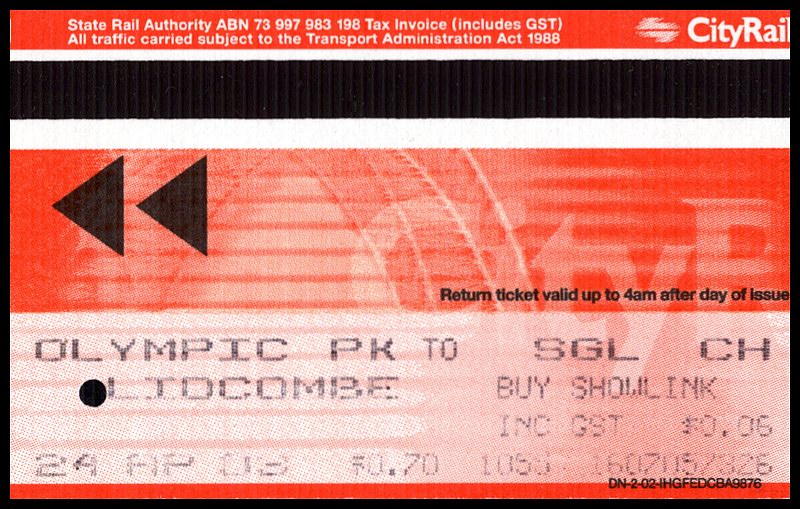 State Rail Authority ABN 73 997 983 198 Tax Invoice (includes GST)
All traffic carried subject to the Transport Administration Act 1988
CityRail
Return ticket valid up to 4am after day of issue
OLYMPIC PK TO SGL CH
LIDCOMBE BUY SHOWLINK
INC GST $0.06
24 AP 05 $0.70
DN-2-02-IHGFEDCBA9876